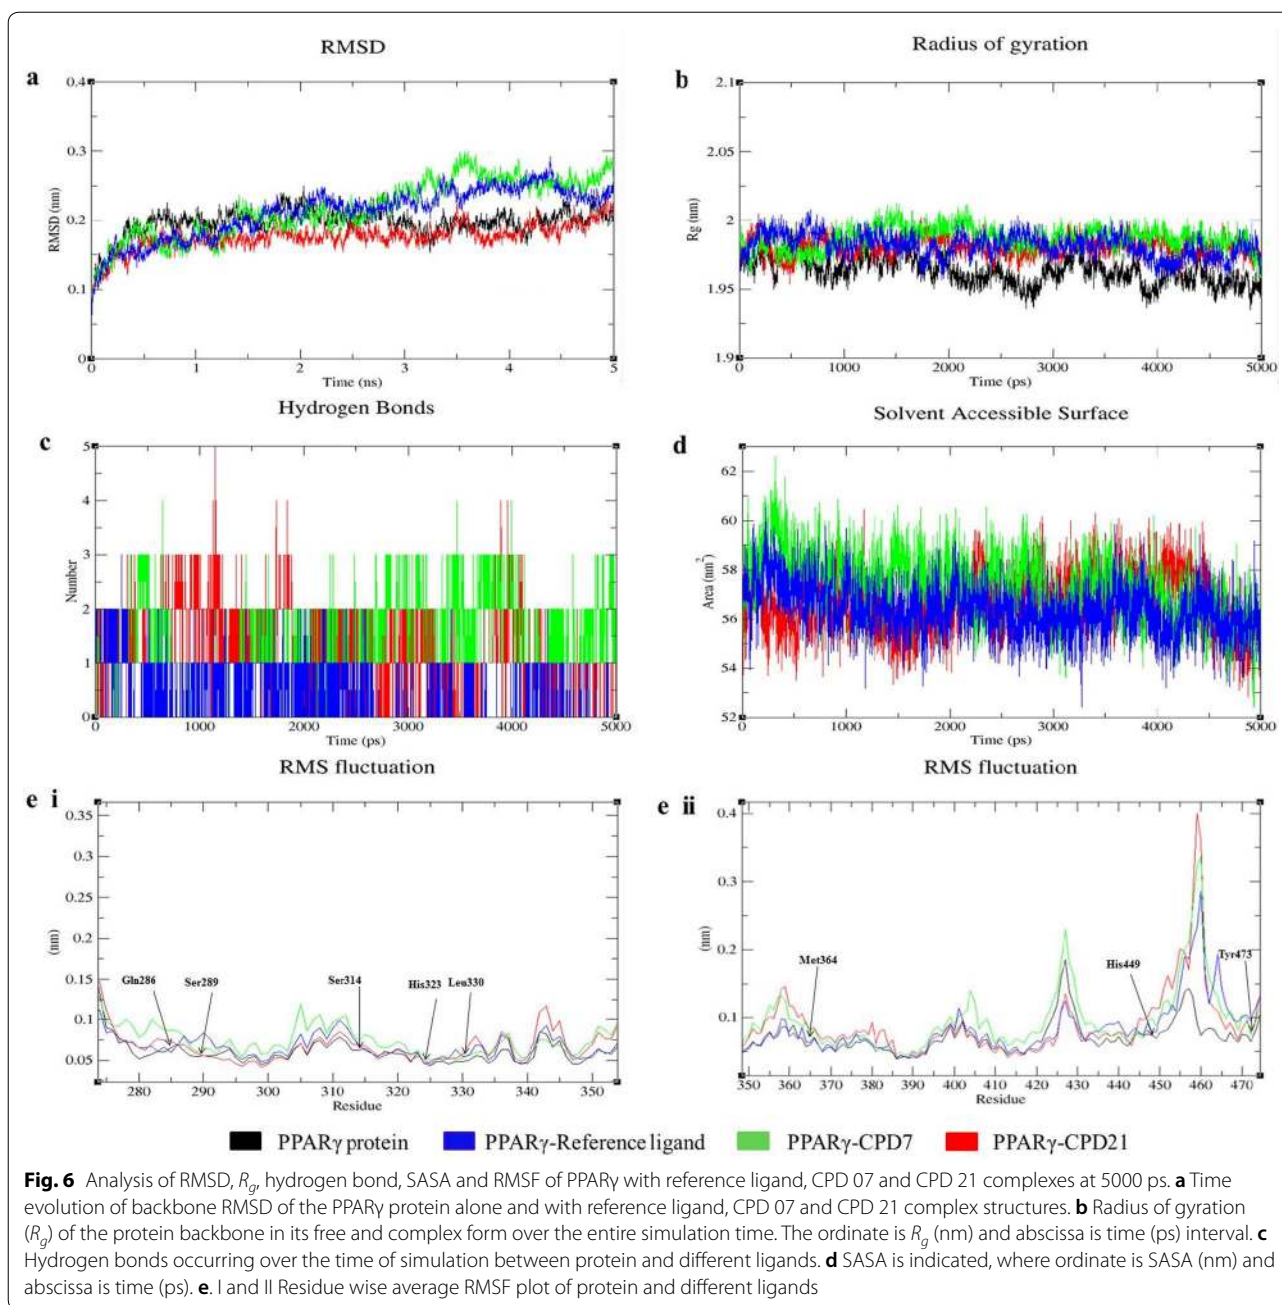 RMSD
a
0.4
0.3
0.2
0.1
0
RMSD (nm)
0 1 2 3 4 5
Time (ns)
Radius of gyration
b
2.1
2.05
2
1.95
1.9
Rg (nm)
0 1000 2000 3000 4000 5000
Time (ps)
Hydrogen Bonds
c
5
4
3
2
1
0
Number
0 1000 2000 3000 4000 5000
Time (ps)
Solvent Accessible Surface
d
62
60
58
56
54
52
Area (nm²)
0 1000 2000 3000 4000 5000
Time (ps)
RMS fluctuation
e i
0.35
0.3
0.25
0.2
0.15
0.1
0.05
(nm)
Gln286 Ser289 Ser314 His323 Leu330
280 290 300 310 320 330 340 350
Residue
RMS fluctuation
e ii
0.4
0.3
0.2
0.1
(nm)
Met364 His449 Tyr473
350 360 370 380 390 400 410 420 430 440 450 460 470
Residue
PPARγ protein PPARγ-Reference ligand PPARγ-CPD7 PPARγ-CPD21
Fig. 6 Analysis of RMSD, Rg, hydrogen bond, SASA and RMSF of PPARγ with reference ligand, CPD 07 and CPD 21 complexes at 5000 ps. a Time
evolution of backbone RMSD of the PPARγ protein alone and with reference ligand, CPD 07 and CPD 21 complex structures. b Radius of gyration
(Rg) of the protein backbone in its free and complex form over the entire simulation time. The ordinate is Rg (nm) and abscissa is time (ps) interval. c
Hydrogen bonds occurring over the time of simulation between protein and different ligands. d SASA is indicated, where ordinate is SASA (nm) and
abscissa is time (ps). e. I and II Residue wise average RMSF plot of protein and different ligands